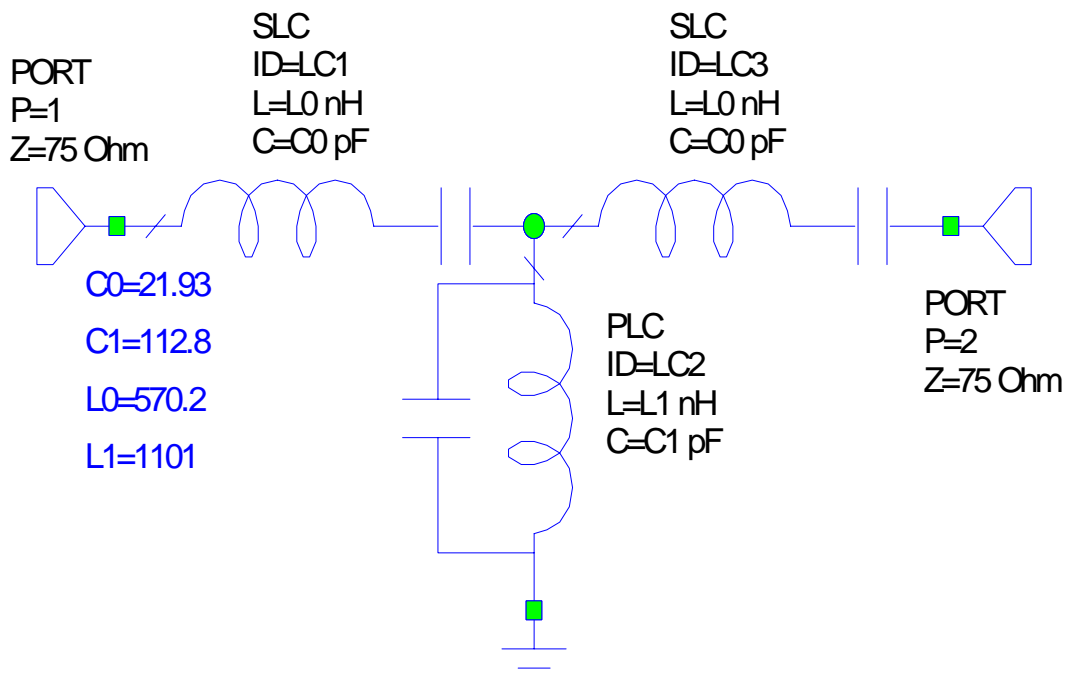 PORT
P=1
Z=75 Ohm
SLC
ID=LC1
L=L0 nH
C=C0 pF
SLC
ID=LC3
L=L0 nH
C=C0 pF
C0=21.93
C1=112.8
L0=570.2
L1=1101
PLC
ID=LC2
L=L1 nH
C=C1 pF
PORT
P=2
Z=75 Ohm